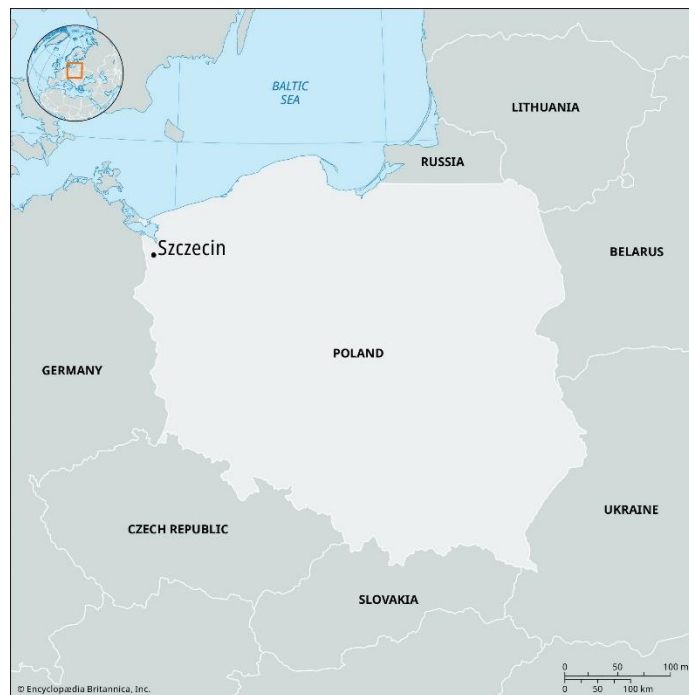 BALTIC
SEA
LITHUANIA
RUSSIA
Szczecin
BELARUS
POLAND
GERMANY
UKRAINE
CZECH REPUBLIC
SLOVAKIA
0 50 100 m
0 50 100 km
© Encyclopædia Britannica, Inc.